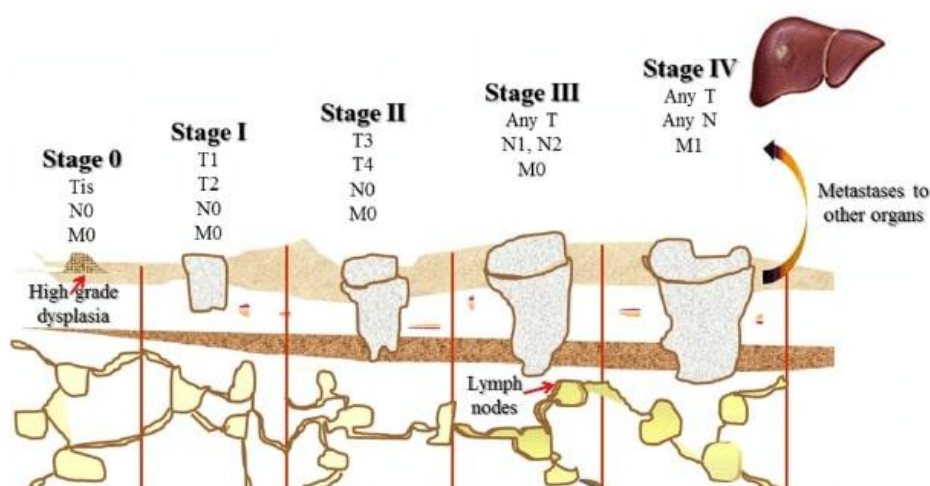 Stage 0
Tis
N0
M0
Stage I
T1
T2
N0
M0
Stage II
T3
T4
N0
M0
Stage III
Any T
N1, N2
M0
Stage IV
Any T
Any N
M1
Metastases to
other organs
High grade
dysplasia
Lymph
nodes